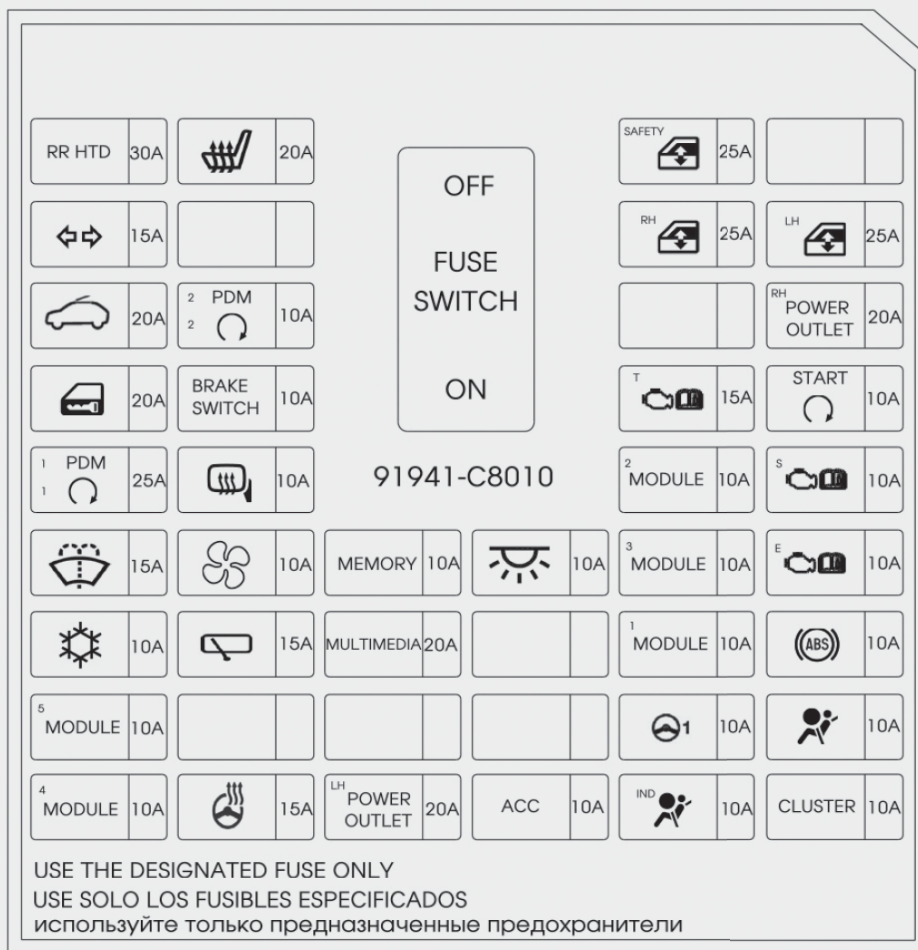 RR HTD 30A 20A SAFETY 25A
OFF
15A RH 25A LH 25A
FUSE
SWITCH
20A 2 PDM 2 10A RH POWER OUTLET 20A
ON
20A BRAKE SWITCH 10A T 15A START 10A
1 PDM 1 25A 10A 91941-C8010 2 MODULE 10A S 10A
15A 10A MEMORY 10A 10A 3 MODULE 10A E 10A
10A 15A MULTIMEDIA 20A 1 MODULE 10A ABS 10A
5 MODULE 10A 1 10A 10A
4 MODULE 10A 15A LH POWER OUTLET 20A ACC 10A IND 10A CLUSTER 10A
USE THE DESIGNATED FUSE ONLY
USE SOLO LOS FUSIBLES ESPECIFICADOS
используйте только предназначенные предохранители